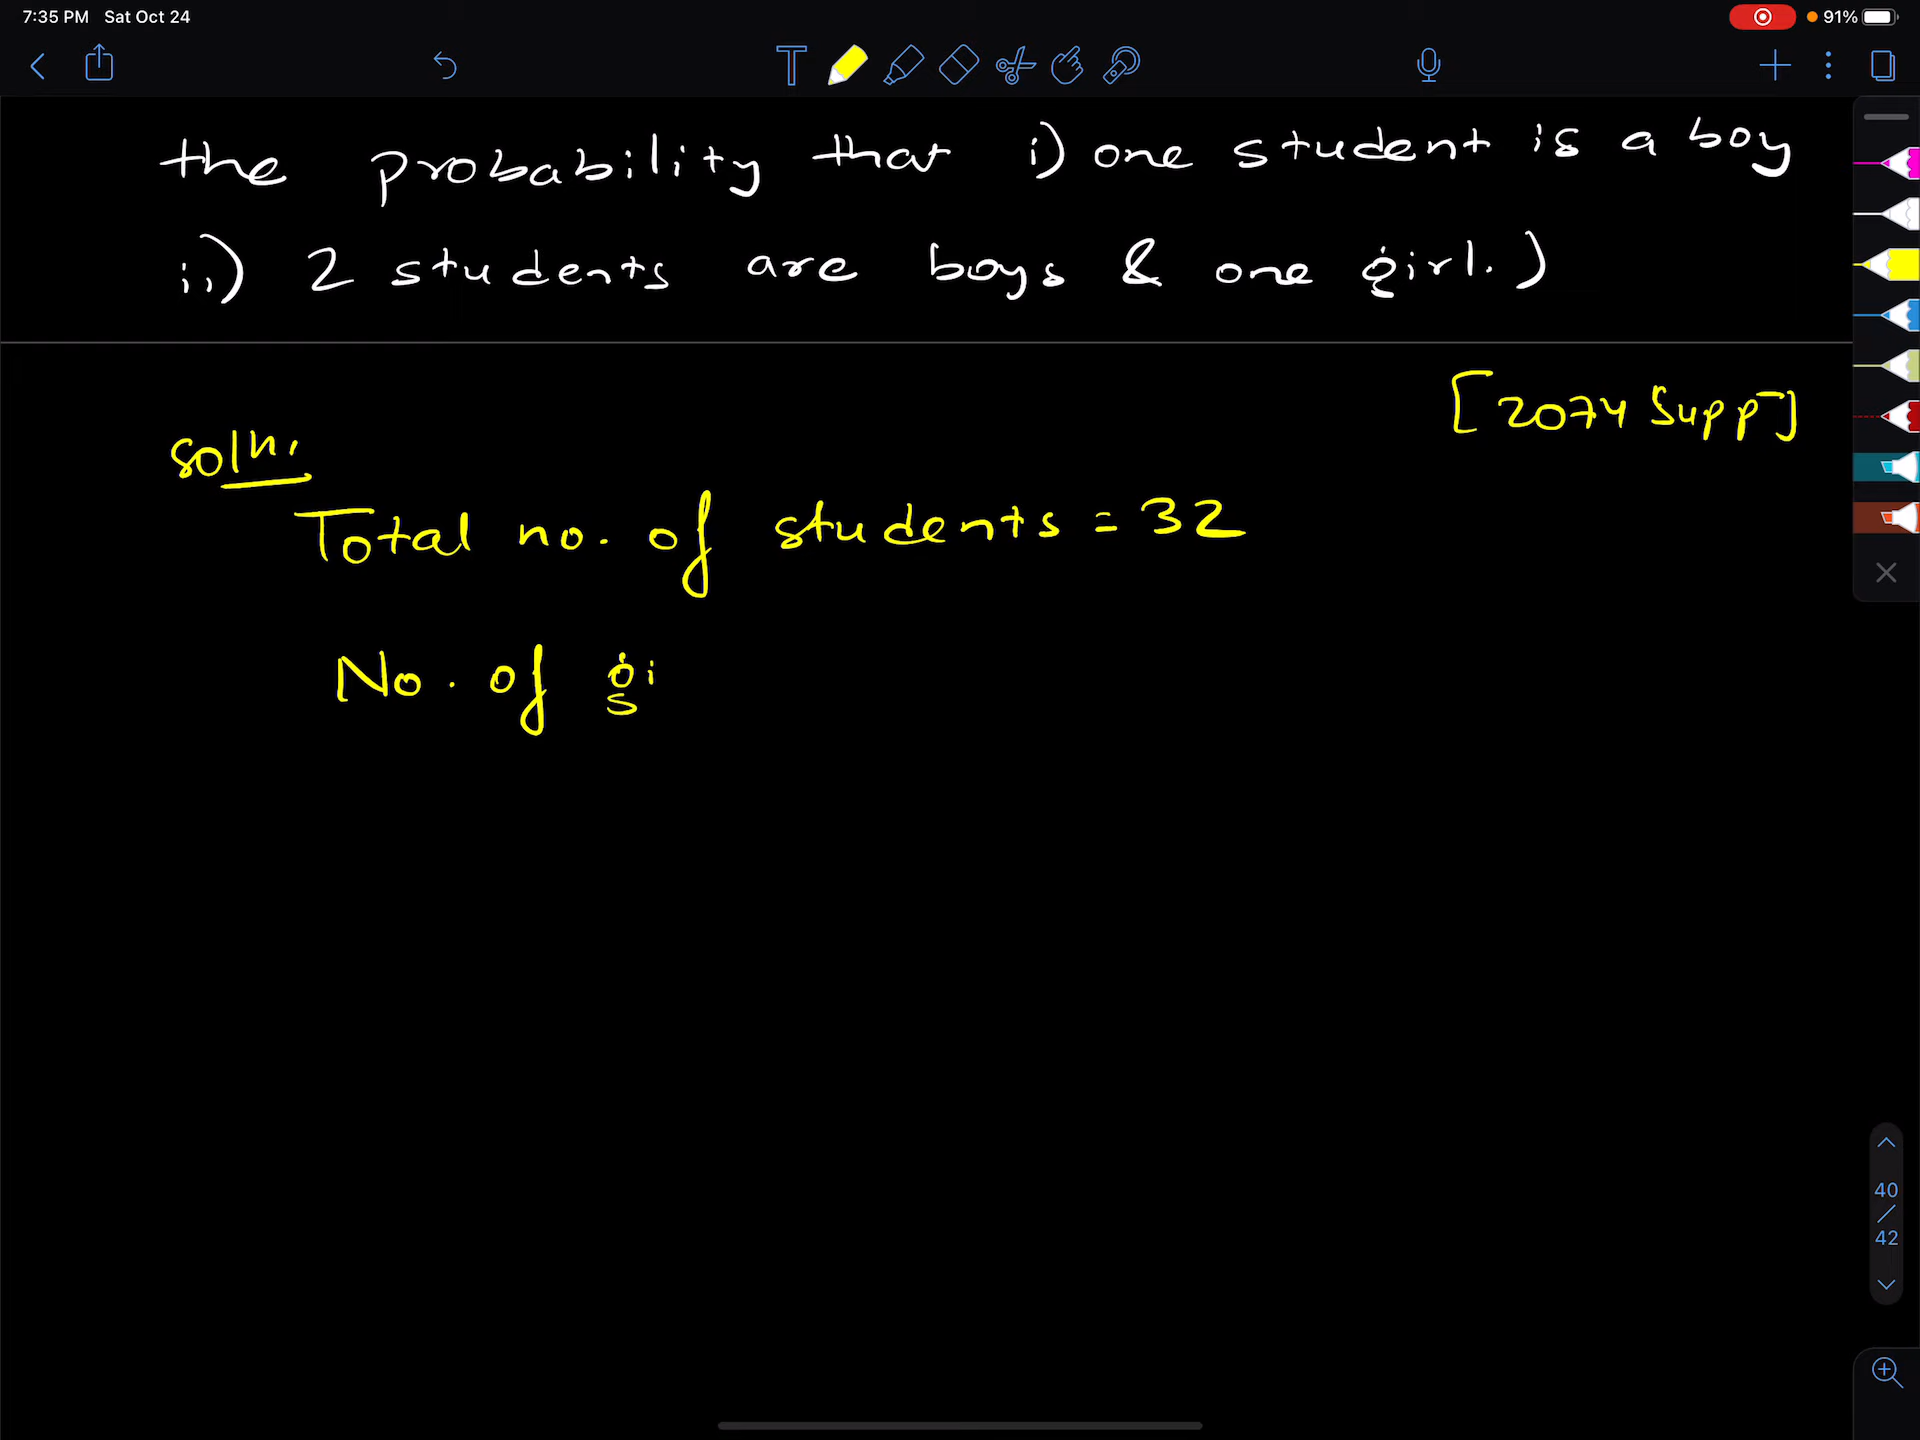 7:35 PM Sat Oct 24
91%
the probability that i) one student is a boy
ii) 2 students are boys & one girl.)
[2074 Supp]
Soln.
Total no. of students = 32
No. of gi
40
/
42